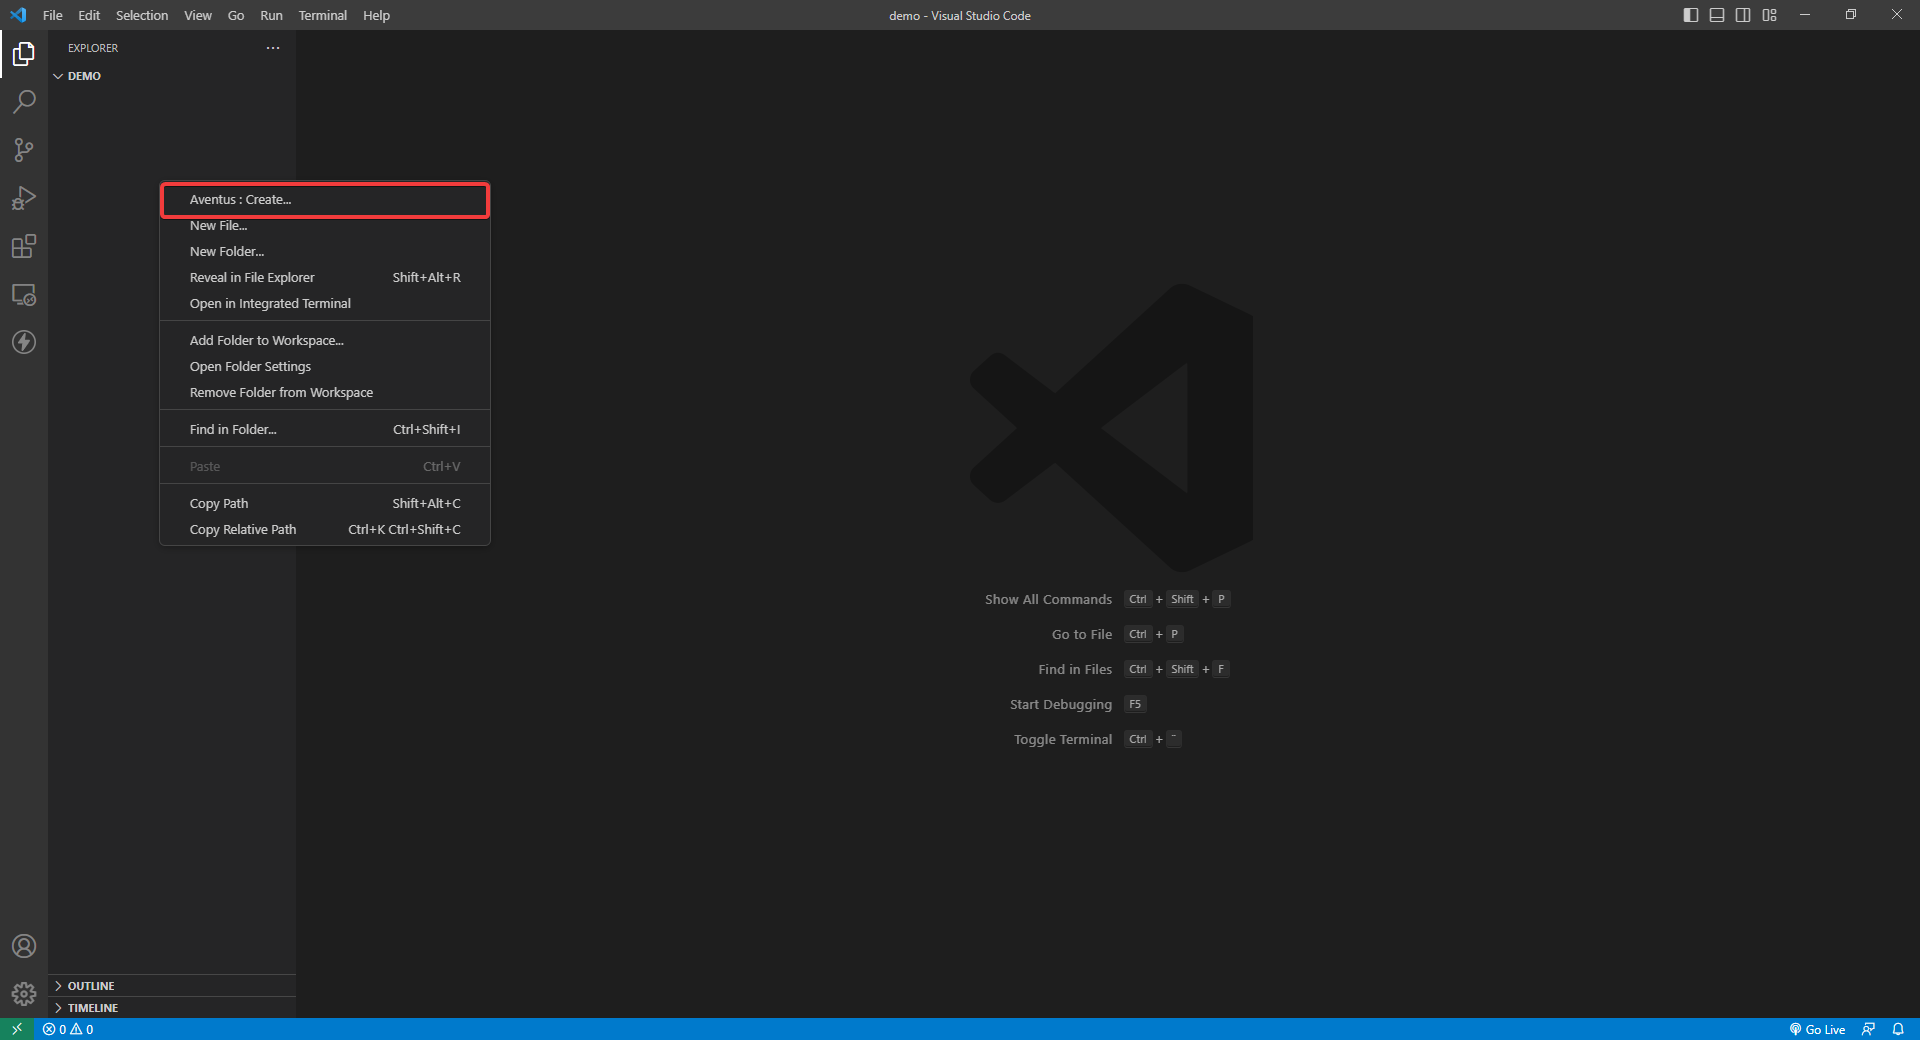 File Edit Selection View Go Run Terminal Help
demo - Visual Studio Code
EXPLORER
DEMO
Aventus : Create...
New File...
New Folder...
Reveal in File Explorer Shift+Alt+R
Open in Integrated Terminal
Add Folder to Workspace...
Open Folder Settings
Remove Folder from Workspace
Find in Folder... Ctrl+Shift+I
Paste Ctrl+V
Copy Path Shift+Alt+C
Copy Relative Path Ctrl+K Ctrl+Shift+C
Show All Commands Ctrl + Shift + P
Go to File Ctrl + P
Find in Files Ctrl + Shift + F
Start Debugging F5
Toggle Terminal Ctrl + ¨
OUTLINE
TIMELINE
0 0
Go Live